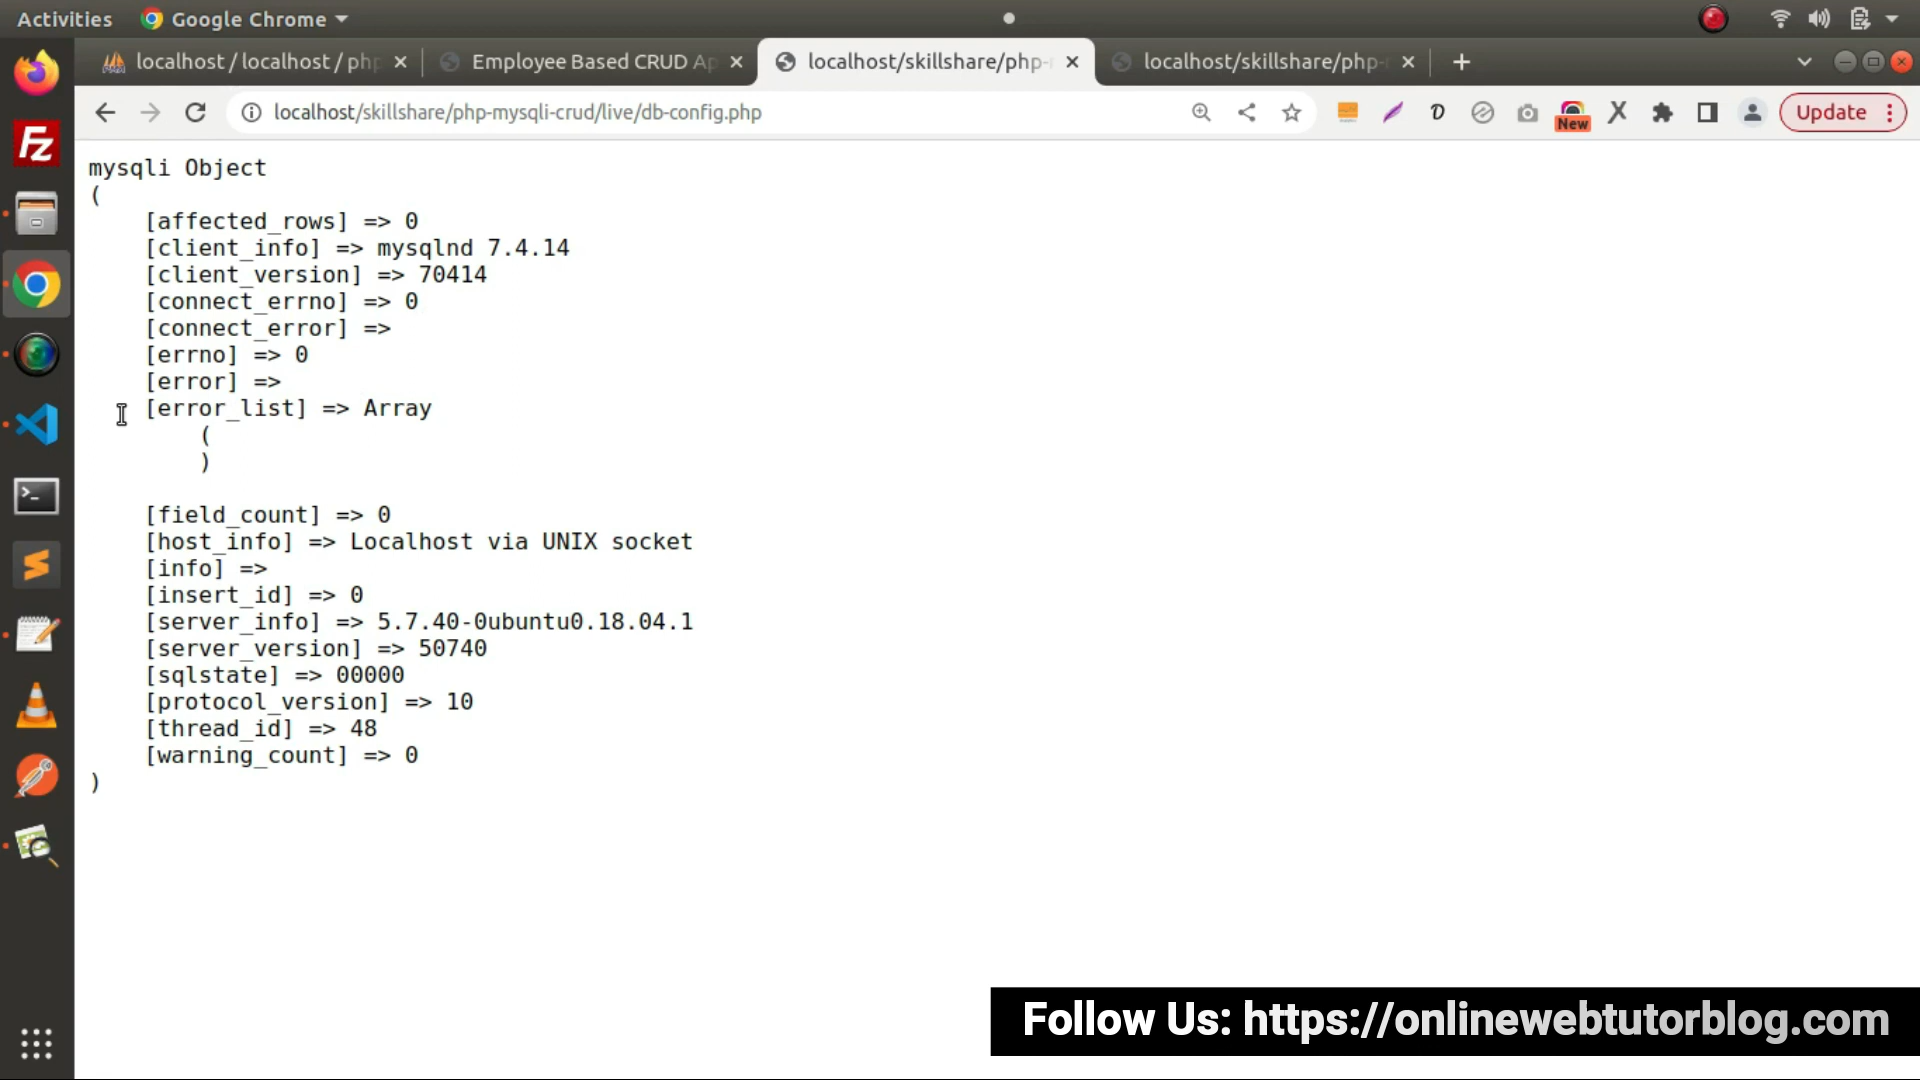 Activities
Google Chrome
localhost / localhost / php
Employee Based CRUD Ap
localhost/skillshare/php-
localhost/skillshare/php-
localhost/skillshare/php-mysqli-crud/live/db-config.php
New
Update
mysqli Object
(
[affected_rows] => 0
[client_info] => mysqlnd 7.4.14
[client_version] => 70414
[connect_errno] => 0
[connect_error] =>
[errno] => 0
[error] =>
[error_list] => Array
(
)
[field_count] => 0
[host_info] => Localhost via UNIX socket
[info] =>
[insert_id] => 0
[server_info] => 5.7.40-0ubuntu0.18.04.1
[server_version] => 50740
[sqlstate] => 00000
[protocol_version] => 10
[thread_id] => 48
[warning_count] => 0
)
Follow Us: https://onlinewebtutorblog.com